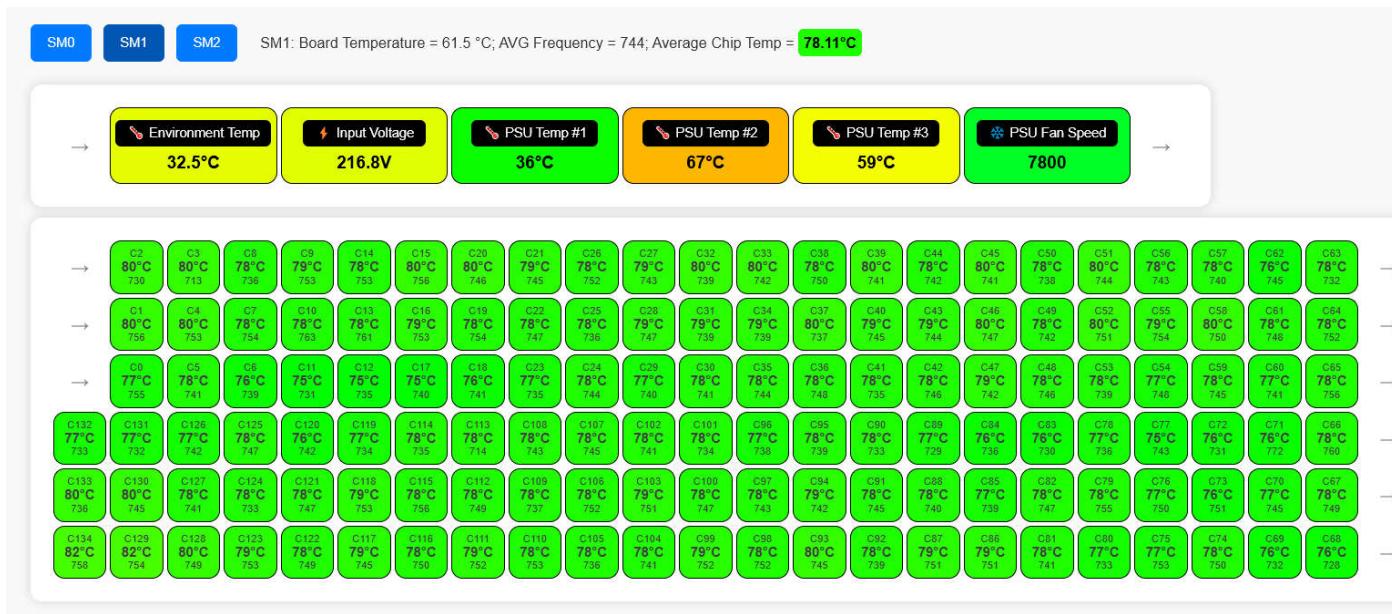 SM0 SM1 SM2 SM1: Board Temperature = 61.5 °C; AVG Frequency = 744; Average Chip Temp = 78.11°C
→ Environment Temp Input Voltage PSU Temp #1 PSU Temp #2 PSU Temp #3 PSU Fan Speed →
32.5°C 216.8V 36°C 67°C 59°C 7800
C2 C3 C8 C9 C14 C15 C20 C21 C26 C27 C32 C33 C38 C39 C44 C45 C50 C51 C56 C57 C62 C63
→ 80°C 80°C 78°C 79°C 78°C 80°C 80°C 79°C 78°C 79°C 80°C 80°C 78°C 80°C 78°C 80°C 78°C 80°C 78°C 78°C 76°C 78°C
730 713 736 753 753 756 746 745 752 743 739 742 750 741 742 741 738 744 743 740 745 732
C1 C4 C7 C10 C13 C16 C19 C22 C25 C28 C31 C34 C37 C40 C43 C46 C49 C52 C55 C58 C61 C64
→ 80°C 80°C 78°C 78°C 78°C 79°C 78°C 78°C 78°C 79°C 79°C 79°C 80°C 79°C 79°C 80°C 78°C 80°C 79°C 80°C 78°C 78°C
756 753 754 763 761 753 754 747 736 747 739 739 737 745 744 747 742 751 754 750 746 752
C0 C5 C6 C11 C12 C17 C18 C23 C24 C29 C30 C35 C36 C41 C42 C47 C48 C53 C54 C59 C60 C65
→ 77°C 78°C 76°C 75°C 75°C 75°C 76°C 77°C 78°C 77°C 78°C 78°C 78°C 78°C 78°C 79°C 78°C 78°C 77°C 78°C 77°C 78°C
755 741 739 731 735 740 741 735 744 740 741 744 748 735 746 742 746 739 748 745 741 756
C132 C131 C126 C125 C120 C119 C114 C113 C108 C107 C102 C101 C96 C95 C90 C89 C84 C83 C78 C77 C72 C71 C66
77°C 77°C 77°C 78°C 76°C 77°C 78°C 78°C 78°C 78°C 78°C 78°C 77°C 78°C 78°C 77°C 76°C 76°C 77°C 75°C 76°C 76°C 78°C
733 732 742 747 742 734 735 714 743 745 741 734 738 739 733 729 736 730 736 743 731 772 760
C133 C130 C127 C124 C121 C118 C115 C112 C109 C106 C103 C100 C97 C94 C91 C88 C85 C82 C79 C76 C73 C70 C67
80°C 80°C 78°C 78°C 78°C 79°C 78°C 78°C 78°C 78°C 79°C 78°C 78°C 79°C 78°C 78°C 77°C 78°C 78°C 77°C 76°C 77°C 78°C
736 745 741 733 747 753 756 749 737 752 751 747 743 742 745 740 739 747 755 750 751 745 749
C134 C129 C128 C123 C122 C117 C116 C111 C110 C105 C104 C99 C98 C93 C92 C87 C86 C81 C80 C75 C74 C69 C68
82°C 82°C 80°C 79°C 78°C 79°C 78°C 79°C 78°C 78°C 78°C 79°C 78°C 80°C 78°C 79°C 79°C 78°C 77°C 77°C 78°C 76°C 76°C
758 754 749 753 749 745 750 752 753 736 741 752 752 745 739 751 751 741 733 753 750 732 728